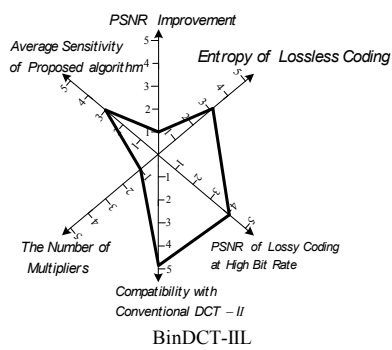 PSNR Improvement
Average Sensitivity
of Proposed algorithm
Entropy of Lossless Coding
5
4
3
2
1
5
4
3
2
1
5
4
3
2
1
1
2
3
4
5
1
2
3
4
5
1
2
3
4
5
The Number of
Multipliers
PSNR of Lossy Coding
at High Bit Rate
Compatibility with
Conventional DCT – II
BinDCT-IIL